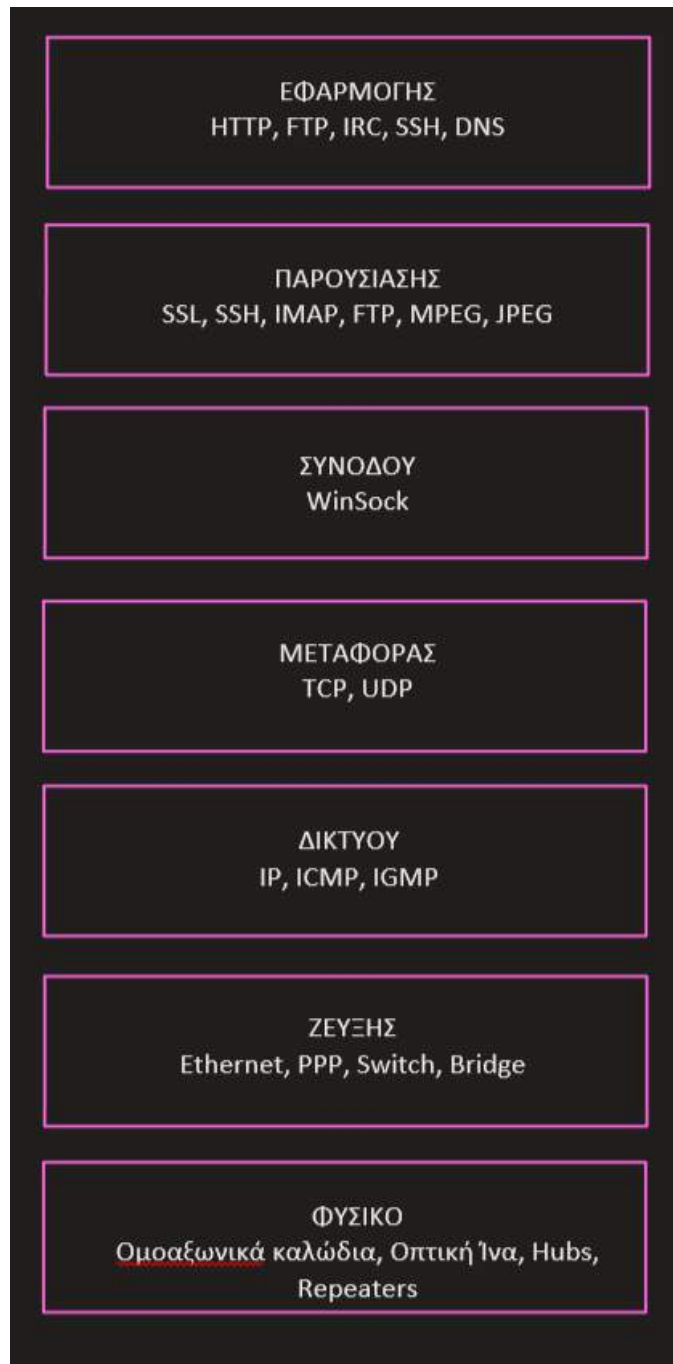 ΕΦΑΡΜΟΓΗΣ
HTTP, FTP, IRC, SSH, DNS
ΠΑΡΟΥΣΙΑΣΗΣ
SSL, SSH, IMAP, FTP, MPEG, JPEG
ΣΥΝΟΔΟΥ
WinSock
ΜΕΤΑΦΟΡΑΣ
TCP, UDP
ΔΙΚΤΥΟΥ
IP, ICMP, IGMP
ΖΕΥΞΗΣ
Ethernet, PPP, Switch, Bridge
ΦΥΣΙΚΟ
Ομοαξωνικά καλώδια, Οπτική Ίνα, Hubs,
Repeaters